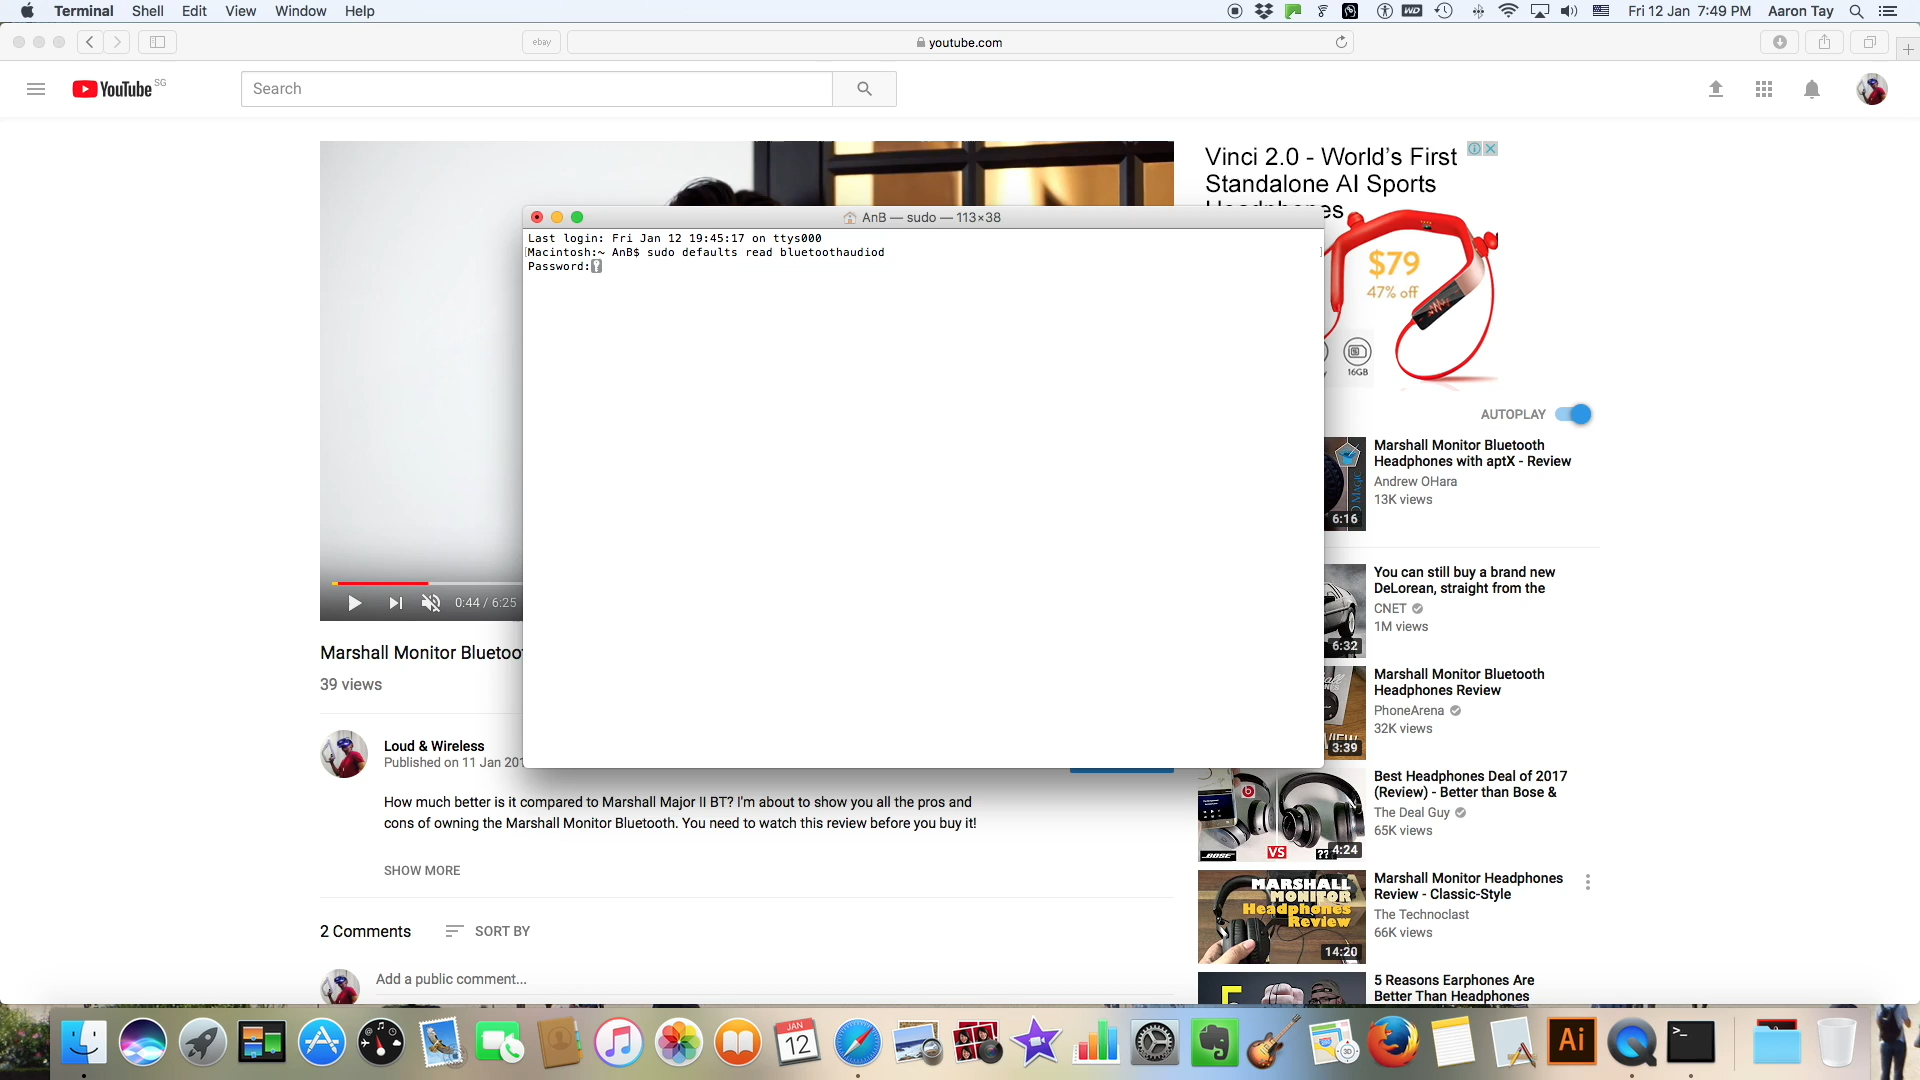 Terminal Shell Edit View Window Help
WD Fri 12 Jan 7:49 PM Aaron Tay
ebay
youtube.com
YouTube SG
Search
AnB — sudo — 113×38
Last login: Fri Jan 12 19:45:17 on ttys000
Macintosh:~ AnB$ sudo defaults read bluetoothaudiod
Password:
0:44 / 6:25
Marshall Monitor Bluetoo
39 views
Loud & Wireless
Published on 11 Jan 201
How much better is it compared to Marshall Major II BT? I'm about to show you all the pros and
cons of owning the Marshall Monitor Bluetooth. You need to watch this review before you buy it!
SHOW MORE
2 Comments SORT BY
Add a public comment...
Vinci 2.0 - World's First
Standalone AI Sports
Headphones
$79
47% off
16GB
AUTOPLAY
Marshall Monitor Bluetooth
Headphones with aptX - Review
Andrew OHara
13K views
6:16
You can still buy a brand new
DeLorean, straight from the
CNET
1M views
6:32
Marshall Monitor Bluetooth
Headphones Review
PhoneArena
32K views
3:39
Best Headphones Deal of 2017
(Review) - Better than Bose &
The Deal Guy
65K views
BOSE VS ?? 4:24
Marshall Monitor Headphones
Review - Classic-Style
The Technoclast
66K views
MARSHALL
MONITOR
Headphones
Review
14:20
5 Reasons Earphones Are
Better Than Headphones
JAN
12
3D
Ai